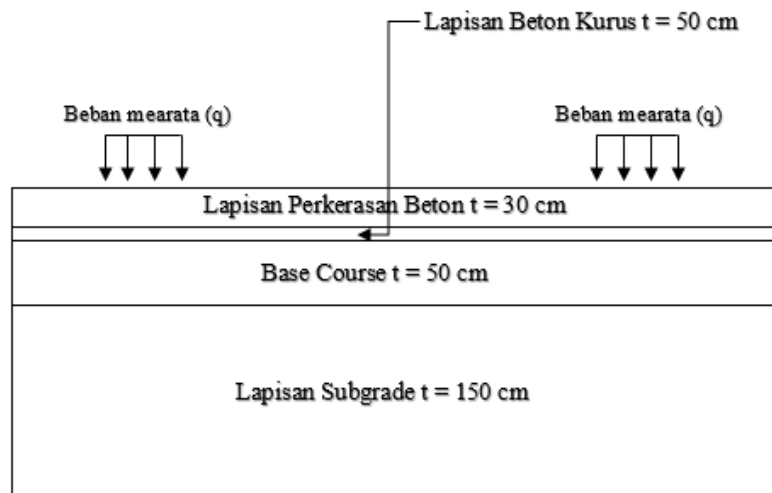 Lapisan Beton Kurus t = 50 cm
Beban mearata (q)
Beban mearata (q)
Lapisan Perkerasan Beton t = 30 cm
Base Course t = 50 cm
Lapisan Subgrade t = 150 cm